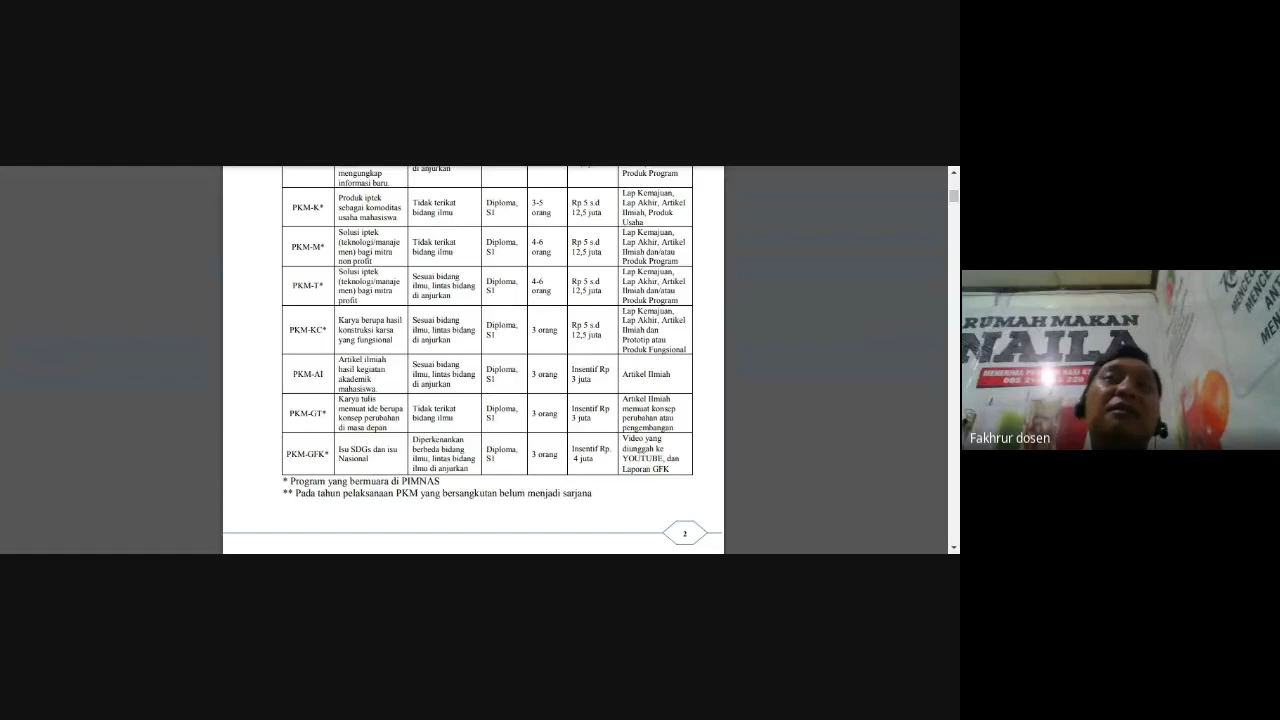 mengungkap
informasi baru.
di anjurkan
Produk Program
PKM-K*
Produk iptek
sebagai komoditas
usaha mahasiswa
Tidak terikat
bidang ilmu
Diploma,
S1
3-5
orang
Rp 5 s.d
12,5 juta
Lap Kemajuan,
Lap Akhir, Artikel
Ilmiah, Produk
Usaha
PKM-M*
Solusi iptek
(teknologi/manaje
men) bagi mitra
non profit
Tidak terikat
bidang ilmu
Diploma,
S1
4-6
orang
Rp 5 s.d
12,5 juta
Lap Kemajuan,
Lap Akhir, Artikel
Ilmiah dan/atau
Produk Program
PKM-T*
Solusi iptek
(teknologi/manaje
men) bagi mitra
profit
Sesuai bidang
ilmu, lintas bidang
di anjurkan
Diploma,
S1
4-6
orang
Rp 5 s.d
12,5 juta
Lap Kemajuan,
Lap Akhir, Artikel
Ilmiah dan/atau
Produk Program
PKM-KC*
Karya berupa hasil
konstruksi karsa
yang fungsional
Sesuai bidang
ilmu, lintas bidang
di anjurkan
Diploma,
S1
3 orang
Rp 5 s.d
12,5 juta
Lap Kemajuan,
Lap Akhir, Artikel
Ilmiah dan
Prototip atau
Produk Fungsional
PKM-AI
Artikel ilmiah
hasil kegiatan
akademik
mahasiswa.
Sesuai bidang
ilmu, lintas bidang
di anjurkan
Diploma,
S1
3 orang
Insentif Rp
3 juta
Artikel Ilmiah
PKM-GT*
Karya tulis
memuat ide berupa
konsep perubahan
di masa depan
Tidak terikat
bidang ilmu
Diploma,
S1
3 orang
Insentif Rp
3 juta
Artikel Ilmiah
memuat konsep
perubahan atau
pengembangan
PKM-GFK*
Isu SDGs dan isu
Nasional
Diperkenankan
berbeda bidang
ilmu, lintas bidang
ilmu di anjurkan
Diploma,
S1
3 orang
Insentif Rp.
4 juta
Video yang
diunggah ke
YOUTUBE, dan
Laporan GFK
* Program yang bermuara di PIMNAS
** Pada tahun pelaksanaan PKM yang bersangkutan belum menjadi sarjana
2
RUMAH MAKAN
NAILA
Fakhrur dosen